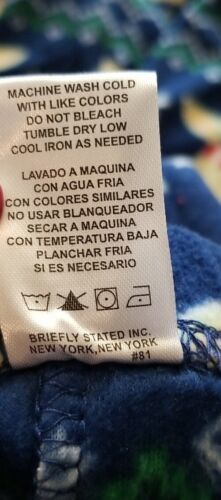 MACHINE WASH COLD
WITH LIKE COLORS
DO NOT BLEACH
TUMBLE DRY LOW
COOL IRON AS NEEDED
LAVADO A MAQUINA
CON AGUA FRIA
CON COLORES SIMILARES
NO USAR BLANQUEADOR
SECAR A MAQUINA
CON TEMPERATURA BAJA
PLANCHAR FRIA
SI ES NECESARIO
BRIEFLY STATED INC.
NEW YORK,NEW YORK
#81